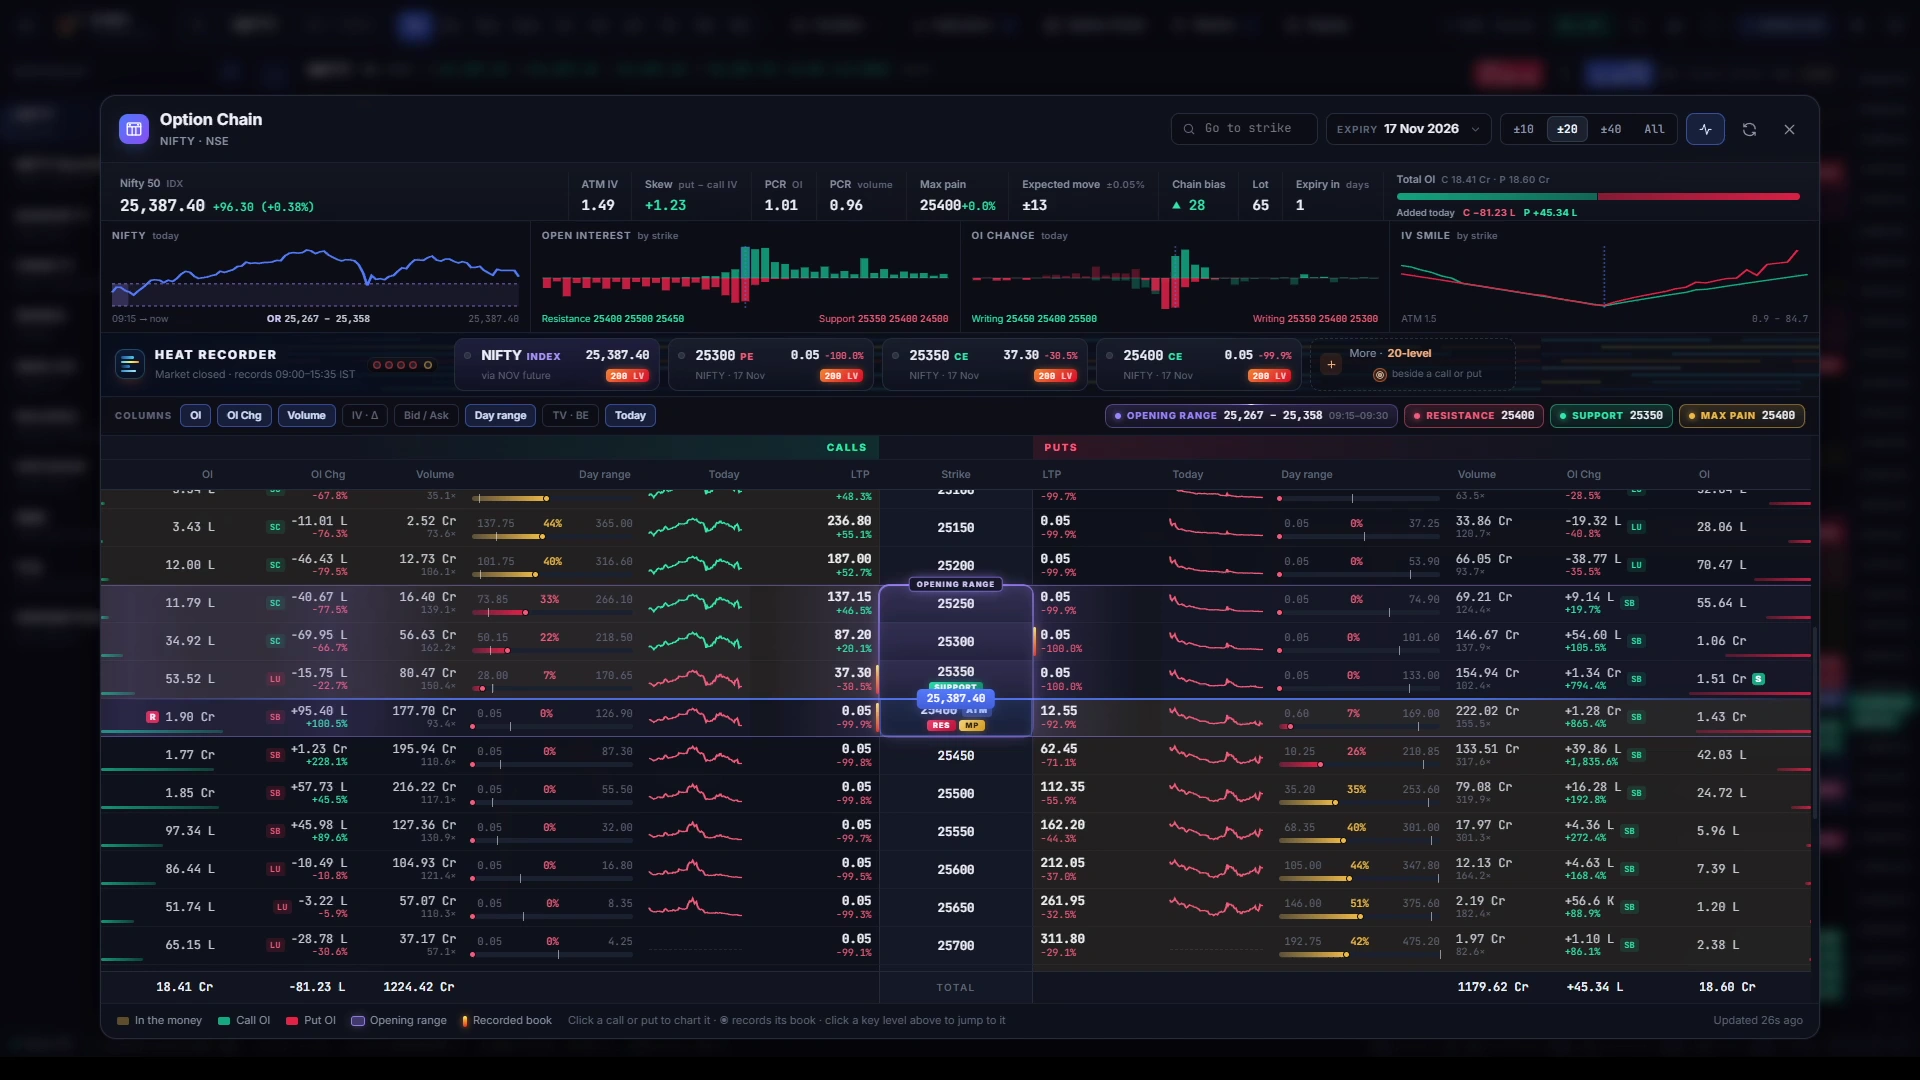 Option Chain
NIFTY · NSE
Go to strike
EXPIRY 17 Nov 2026
±10 ±20 ±40 All
Nifty 50 IDX
25,387.40 +96.30 (+0.38%)
ATM IV
1.49
Skew put − call IV
+1.23
PCR OI
1.01
PCR volume
0.96
Max pain
25400+0.0%
Expected move ±0.05%
±13
Chain bias
▲ 28
Lot
65
Expiry in days
1
Total OI C 18.41 Cr · P 18.60 Cr
Added today C −81.23 L P +45.34 L
NIFTY today
09:15 → now OR 25,267 – 25,358 25,387.40
OPEN INTEREST by strike
Resistance 25400 25500 25450 Support 25350 25400 24500
OI CHANGE today
Writing 25450 25400 25500 Writing 25350 25400 25300
IV SMILE by strike
ATM 1.5 0.9 – 84.7
HEAT RECORDER
Market closed · records 09:00–15:35 IST
NIFTY INDEX 25,387.40
via NOV future 200 LV
25300 PE 0.05 -100.0%
NIFTY · 17 Nov 200 LV
25350 CE 37.30 -30.5%
NIFTY · 17 Nov 200 LV
25400 CE 0.05 -99.9%
NIFTY · 17 Nov 200 LV
+ More · 20-level
beside a call or put
COLUMNS OI OI Chg Volume IV · Δ Bid / Ask Day range TV · BE Today
OPENING RANGE 25,267 – 25,358 09:15–09:30
RESISTANCE 25400
SUPPORT 25350
MAX PAIN 25400
CALLS PUTS
OI OI Chg Volume Day range Today LTP Strike LTP Today Day range Volume OI Chg OI
-67.8% 35.1× +48.3% -99.7% 63.5× -28.5%
3.43 L SC -11.01 L 2.52 Cr 137.75 44% 365.00 236.80 25150 0.05 0.05 0% 37.25 33.86 Cr -19.32 L LU 28.06 L
-76.3% 73.6× +55.1% -99.9% 120.7× -40.8%
12.00 L SC -46.43 L 12.73 Cr 101.75 40% 316.60 187.00 25200 0.05 0.05 0% 53.90 66.05 Cr -38.77 L LU 70.47 L
-79.5% 106.1× +52.7% -99.9% 93.7× -35.5%
OPENING RANGE
11.79 L SC -40.67 L 16.40 Cr 73.85 33% 266.10 137.15 25250 0.05 0.05 0% 74.90 69.21 Cr +9.14 L SB 55.64 L
-77.5% 139.1× +46.5% -99.9% 124.4× +19.7%
34.92 L SC -69.95 L 56.63 Cr 50.15 22% 218.50 87.20 25300 0.05 0.05 0% 101.60 146.67 Cr +54.60 L SB 1.06 Cr
-66.7% 162.2× +20.1% -100.0% 137.9× +105.5%
53.52 L LU -15.75 L 80.47 Cr 28.00 7% 170.65 37.30 25350 0.05 0.05 0% 133.00 154.94 Cr +1.34 Cr SB 1.51 Cr S
-22.7% 150.4× -30.5% SUPPORT -100.0% 102.4× +794.4%
25,387.40
R 1.90 Cr SB +95.40 L 177.70 Cr 0.05 0% 126.90 0.05 25400 ATM 12.55 0.60 7% 169.00 222.02 Cr +1.28 Cr SB 1.43 Cr
+100.5% 93.4× -99.9% RES MP -92.9% 155.5× +865.4%
1.77 Cr SB +1.23 Cr 195.94 Cr 0.05 0% 87.30 0.05 25450 62.45 10.25 26% 210.85 133.51 Cr +39.86 L SB 42.03 L
+228.1% 110.6× -99.8% -71.1% 317.6× +1,835.6%
1.85 Cr SB +57.73 L 216.22 Cr 0.05 0% 55.50 0.05 25500 112.35 35.20 35% 253.60 79.08 Cr +16.28 L SB 24.72 L
+45.5% 117.1× -99.8% -55.9% 319.9× +192.8%
97.34 L SB +45.98 L 127.36 Cr 0.05 0% 32.00 0.05 25550 162.20 68.35 40% 301.00 17.97 Cr +4.36 L SB 5.96 L
+89.6% 130.9× -99.7% -44.3% 301.3× +272.4%
86.44 L LU -10.49 L 104.93 Cr 0.05 0% 16.80 0.05 25600 212.05 105.00 44% 347.80 12.13 Cr +4.63 L SB 7.39 L
-10.8% 121.4× -99.5% -37.0% 164.2× +168.4%
51.74 L LU -3.22 L 57.07 Cr 0.05 0% 8.35 0.05 25650 261.95 146.00 51% 375.60 2.19 Cr +56.6 K SB 1.20 L
-5.9% 110.3× -99.3% -32.5% 182.4× +88.9%
65.15 L LU -28.78 L 37.17 Cr 0.05 0% 4.25 0.05 25700 311.80 192.75 42% 475.20 1.97 Cr +1.10 L SB 2.38 L
-30.6% 57.1× -99.1% -29.1% 82.6× +86.1%
18.41 Cr -81.23 L 1224.42 Cr TOTAL 1179.62 Cr +45.34 L 18.60 Cr
In the money Call OI Put OI Opening range Recorded book Click a call or put to chart it · ◉ records its book · click a key level above to jump to it Updated 26s ago